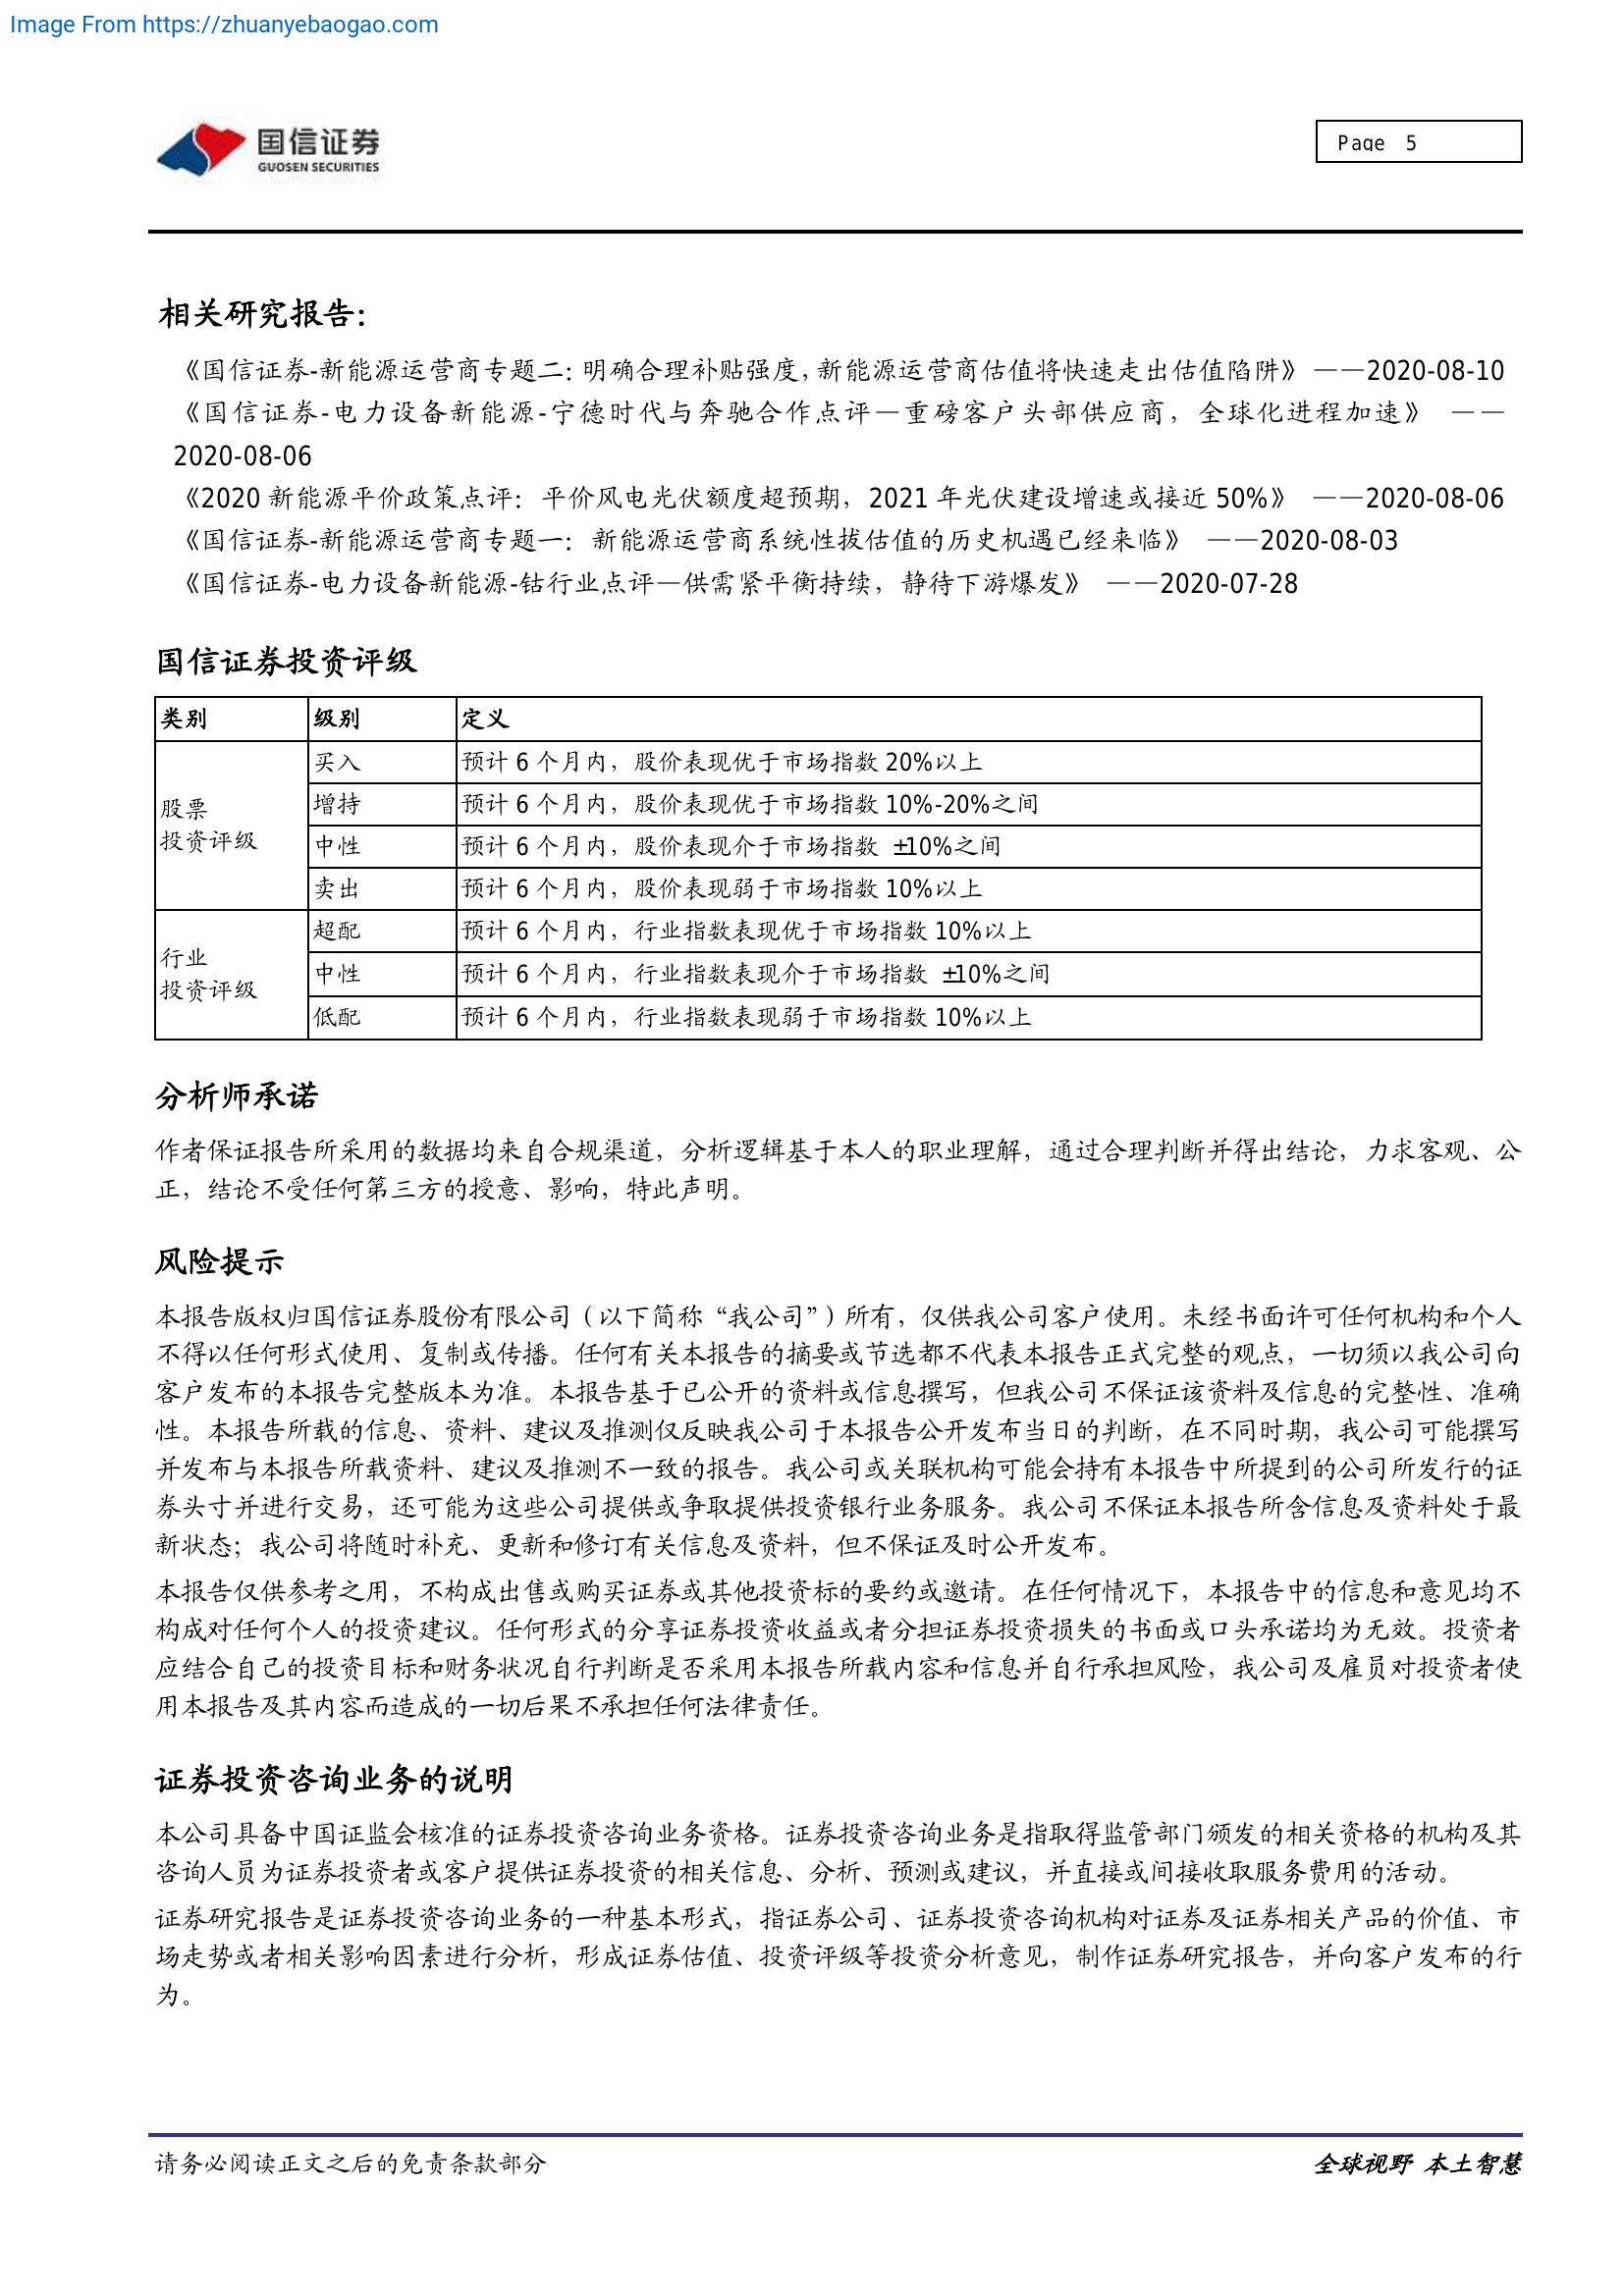 Image From https://zhuanyebaogao.com
国信证券
GUOSEN SECURITIES
Page 5
相关研究报告：
《国信证券-新能源运营商专题二：明确合理补贴强度，新能源运营商估值将快速走出估值陷阱》 ——2020-08-10
《国信证券-电力设备新能源-宁德时代与奔驰合作点评—重磅客户头部供应商，全球化进程加速》 ——
2020-08-06
《2020 新能源平价政策点评：平价风电光伏额度超预期，2021 年光伏建设增速或接近 50%》 ——2020-08-06
《国信证券-新能源运营商专题一：新能源运营商系统性拔估值的历史机遇已经来临》 ——2020-08-03
《国信证券-电力设备新能源-钴行业点评—供需紧平衡持续，静待下游爆发》 ——2020-07-28
国信证券投资评级
类别 级别 定义
股票
投资评级
买入 预计 6 个月内，股价表现优于市场指数 20%以上
增持 预计 6 个月内，股价表现优于市场指数 10%-20%之间
中性 预计 6 个月内，股价表现介于市场指数 ±10%之间
卖出 预计 6 个月内，股价表现弱于市场指数 10%以上
行业
投资评级
超配 预计 6 个月内，行业指数表现优于市场指数 10%以上
中性 预计 6 个月内，行业指数表现介于市场指数 ±10%之间
低配 预计 6 个月内，行业指数表现弱于市场指数 10%以上
分析师承诺
作者保证报告所采用的数据均来自合规渠道，分析逻辑基于本人的职业理解，通过合理判断并得出结论，力求客观、公
正，结论不受任何第三方的授意、影响，特此声明。
风险提示
本报告版权归国信证券股份有限公司（以下简称“我公司”）所有，仅供我公司客户使用。未经书面许可任何机构和个人
不得以任何形式使用、复制或传播。任何有关本报告的摘要或节选都不代表本报告正式完整的观点，一切须以我公司向
客户发布的本报告完整版本为准。本报告基于已公开的资料或信息撰写，但我公司不保证该资料及信息的完整性、准确
性。本报告所载的信息、资料、建议及推测仅反映我公司于本报告公开发布当日的判断，在不同时期，我公司可能撰写
并发布与本报告所载资料、建议及推测不一致的报告。我公司或关联机构可能会持有本报告中所提到的公司所发行的证
券头寸并进行交易，还可能为这些公司提供或争取提供投资银行业务服务。我公司不保证本报告所含信息及资料处于最
新状态；我公司将随时补充、更新和修订有关信息及资料，但不保证及时公开发布。
本报告仅供参考之用，不构成出售或购买证券或其他投资标的要约或邀请。在任何情况下，本报告中的信息和意见均不
构成对任何个人的投资建议。任何形式的分享证券投资收益或者分担证券投资损失的书面或口头承诺均为无效。投资者
应结合自己的投资目标和财务状况自行判断是否采用本报告所载内容和信息并自行承担风险，我公司及雇员对投资者使
用本报告及其内容而造成的一切后果不承担任何法律责任。
证券投资咨询业务的说明
本公司具备中国证监会核准的证券投资咨询业务资格。证券投资咨询业务是指取得监管部门颁发的相关资格的机构及其
咨询人员为证券投资者或客户提供证券投资的相关信息、分析、预测或建议，并直接或间接收取服务费用的活动。
证券研究报告是证券投资咨询业务的一种基本形式，指证券公司、证券投资咨询机构对证券及证券相关产品的价值、市
场走势或者相关影响因素进行分析，形成证券估值、投资评级等投资分析意见，制作证券研究报告，并向客户发布的行
为。
请务必阅读正文之后的免责条款部分
全球视野 本土智慧